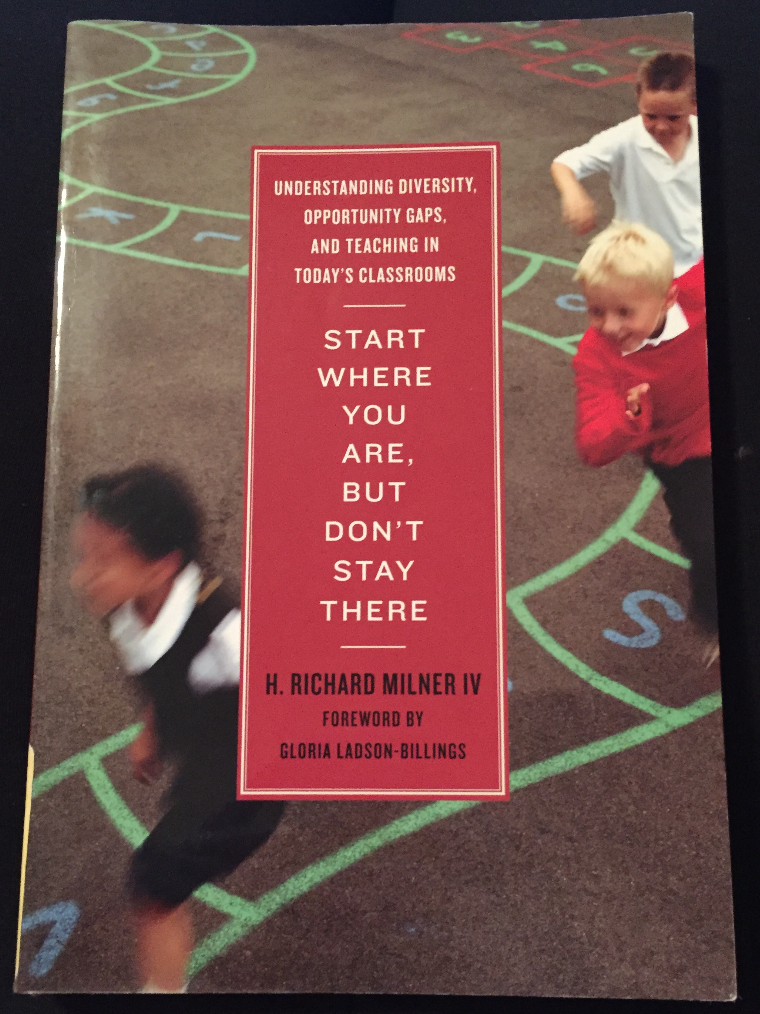 UNDERSTANDING DIVERSITY,
OPPORTUNITY GAPS,
AND TEACHING IN
TODAY'S CLASSROOMS
START
WHERE
YOU
ARE,
BUT
DON'T
STAY
THERE
H. RICHARD MILNER IV
FOREWORD BY
GLORIA LADSON-BILLINGS